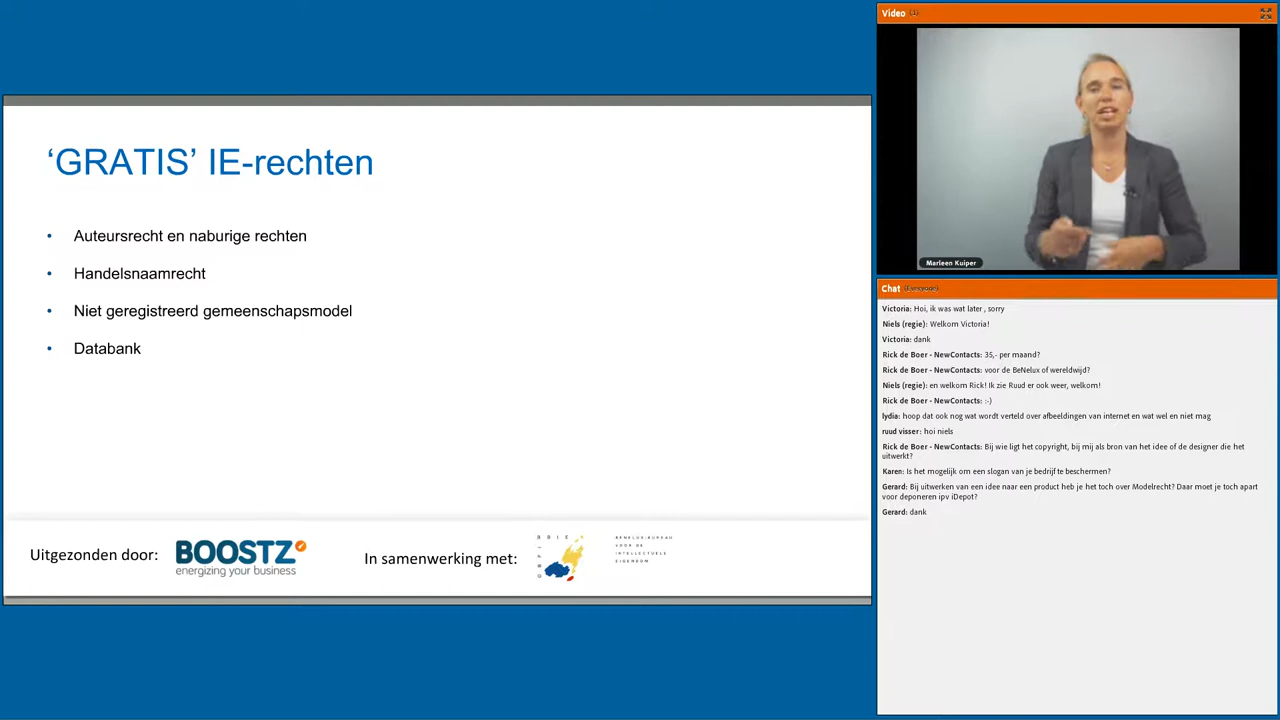 ‘GRATIS’ IE-rechten
• Auteursrecht en naburige rechten
• Handelsnaamrecht
• Niet geregistreerd gemeenschapsmodel
• Databank
Uitgezonden door:
BOOSTZ
energizing your business
In samenwerking met:
BENELUX-BUREAU
VOOR DE
INTELLECTUELE
EIGENDOM
Video (1)
Marleen Kuiper
Chat (Everyone)
Victoria: Hoi, ik was wat later , sorry
Niels (regie): Welkom Victoria!
Victoria: dank
Rick de Boer - NewContacts: 35,- per maand?
Rick de Boer - NewContacts: voor de BeNelux of wereldwijd?
Niels (regie): en welkom Rick! Ik zie Ruud er ook weer, welkom!
Rick de Boer - NewContacts: :-)
lydia: hoop dat ook nog wat wordt verteld over afbeeldingen van internet en wat wel en niet mag
ruud visser: hoi niels
Rick de Boer - NewContacts: Bij wie ligt het copyright, bij mij als bron van het idee of de designer die het
uitwerkt?
Karen: Is het mogelijk om een slogan van je bedrijf te beschermen?
Gerard: Bij uitwerken van een idee naar een product heb je het toch over Modelrecht? Daar moet je toch apart
voor deponeren ipv iDepot?
Gerard: dank